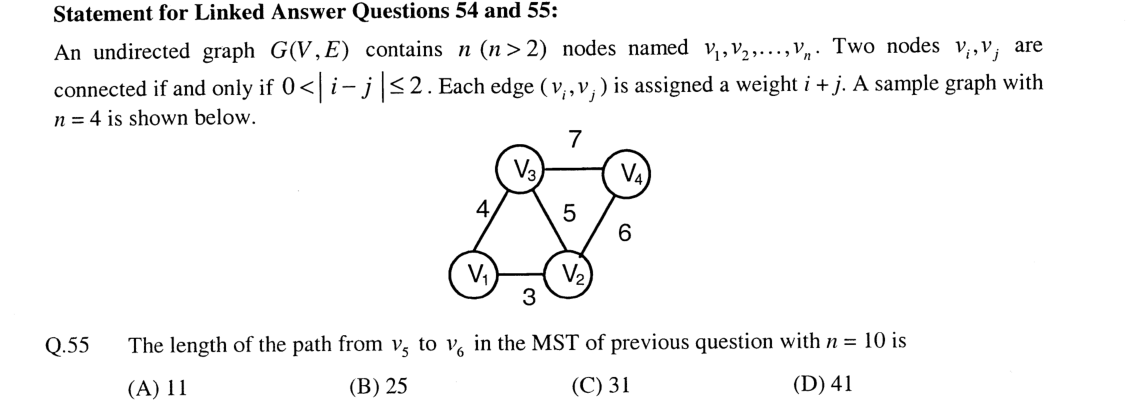 Statement for Linked Answer Questions 54 and 55:
An undirected graph G(V,E) contains n (n > 2) nodes named v₁,v₂,...,vₙ. Two nodes vᵢ,vⱼ are
connected if and only if 0<| i− j |≤ 2. Each edge (vᵢ,vⱼ) is assigned a weight i + j. A sample graph with
n = 4 is shown below.
7
V₃ V₄
4 5
6
V₁ V₂
3
Q.55 The length of the path from v₅ to v₆ in the MST of previous question with n = 10 is
(A) 11 (B) 25 (C) 31 (D) 41